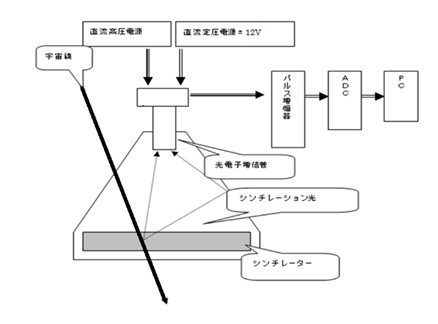 直流高圧電源
直流定圧電源±12V
宇宙線
パルス増幅器
ADC
PC
光電子増倍管
シンチレーション光
シンチレーター